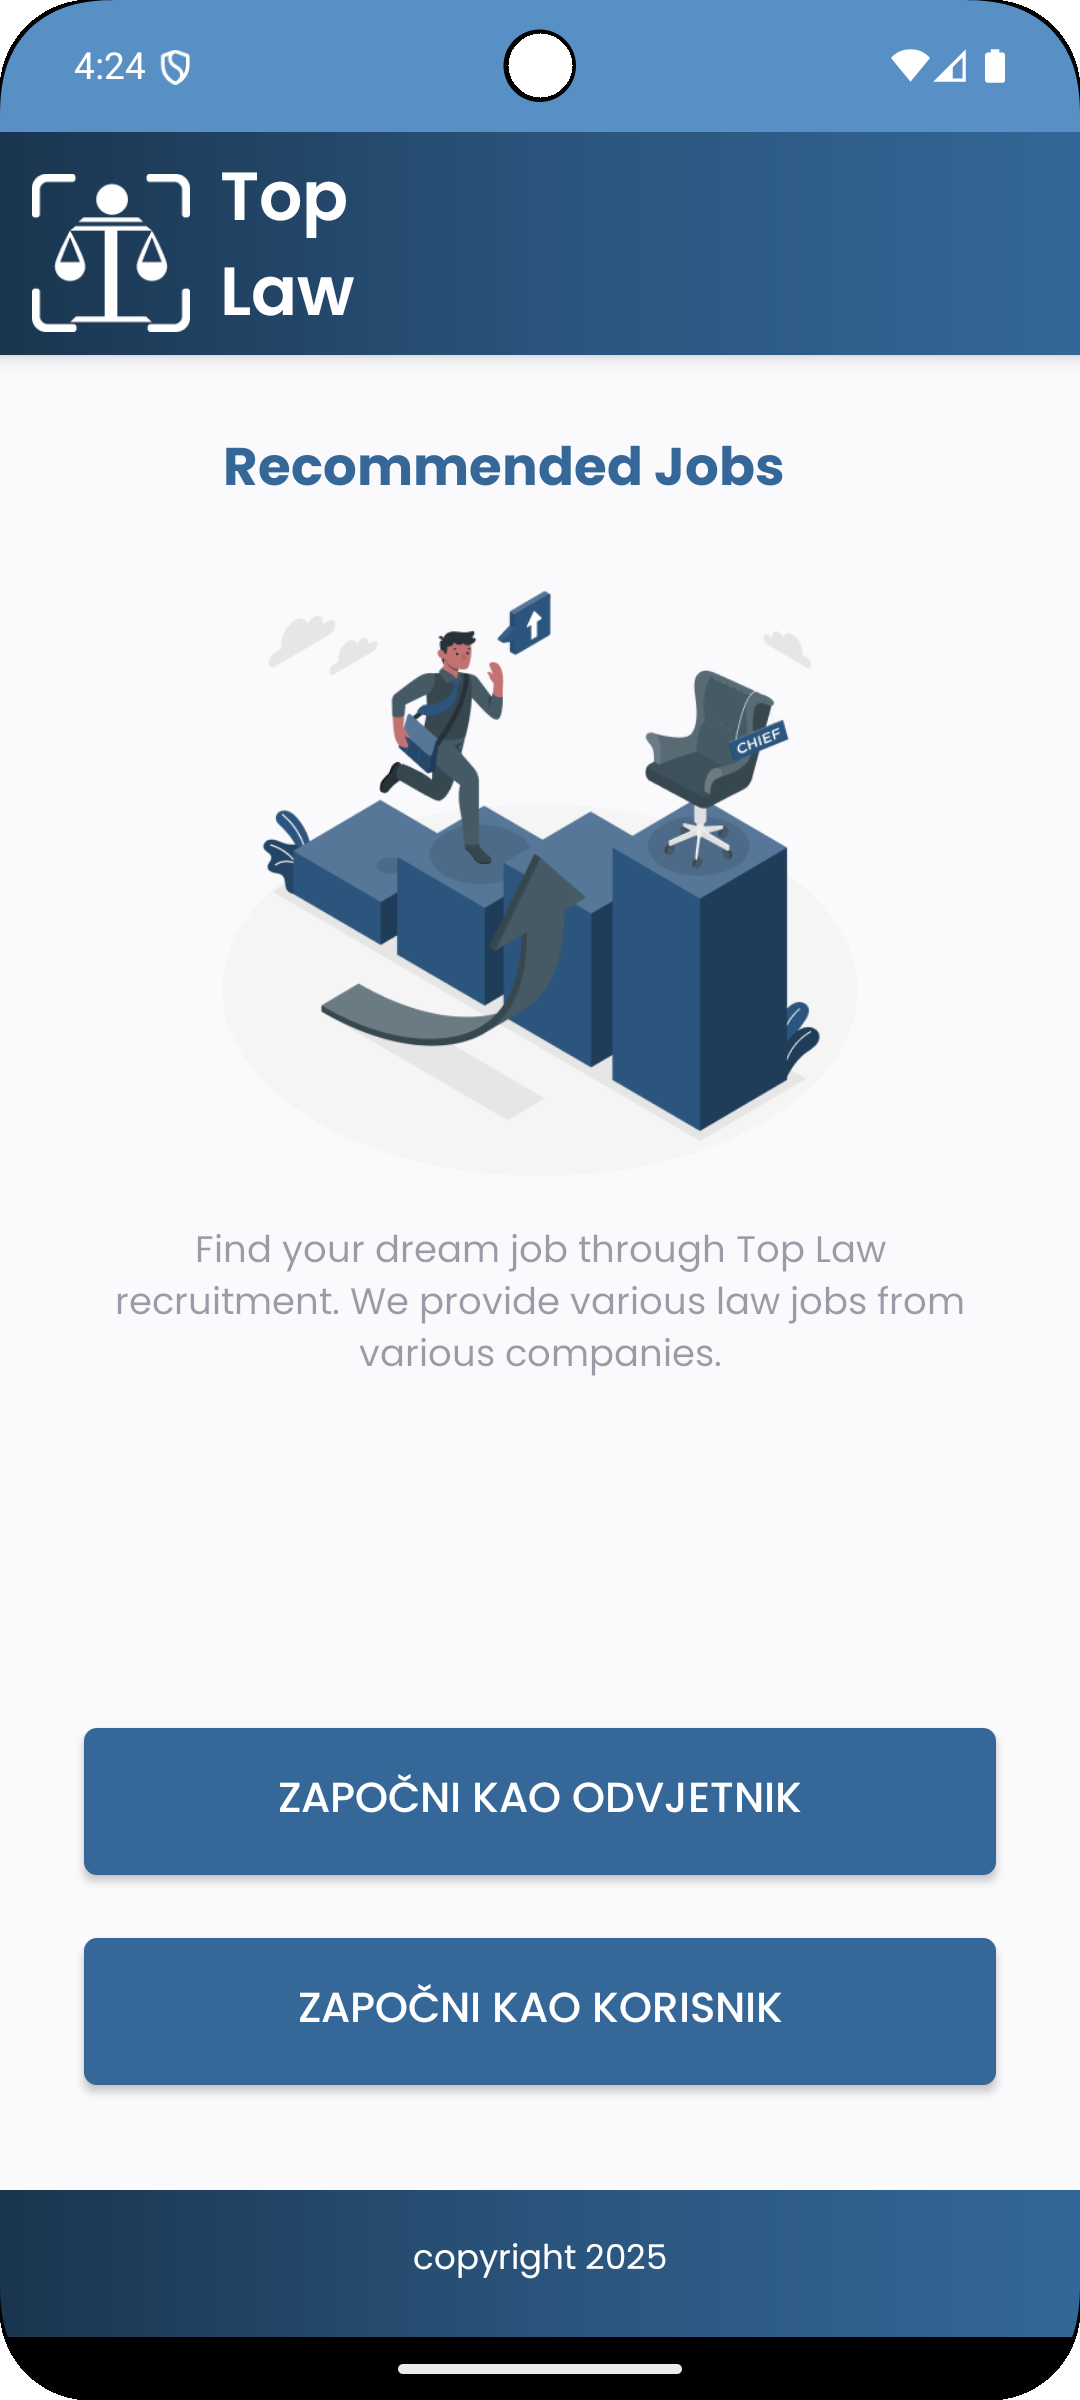 4:24
Top
Law
Recommended Jobs
CHIEF
Find your dream job through Top Law
recruitment. We provide various law jobs from
various companies.
ZAPOČNI KAO ODVJETNIK
ZAPOČNI KAO KORISNIK
copyright 2025